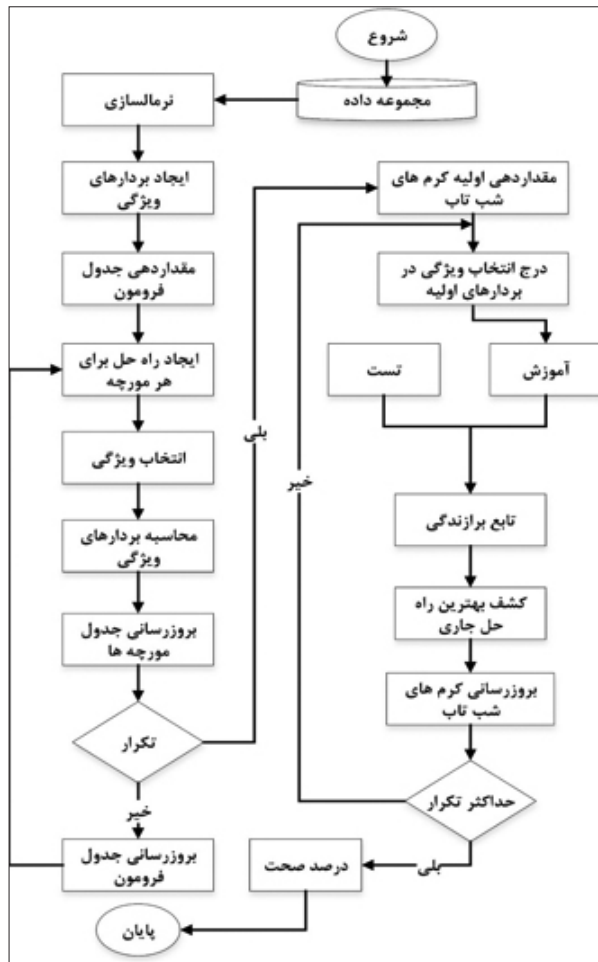 شروع
مجموعه داده
نرمالسازی
ایجاد بردارهای
ویژگی
مقداردهی جدول
فرومون
ایجاد راه حل برای
هر مورچه
انتخاب ویژگی
محاسبه بردارهای
ویژگی
بروزرسانی جدول
مورچه ها
تکرار
خیر
بروزرسانی جدول
فرومون
بلی
مقداردهی اولیه کرم های
شب تاب
درج انتخاب ویژگی در
بردارهای اولیه
آموزش
تست
تابع برازندگی
کشف بهترین راه
حل جاری
بروزرسانی کرم های
شب تاب
حداکثر تکرار
خیر
بلی
درصد صحت
پایان